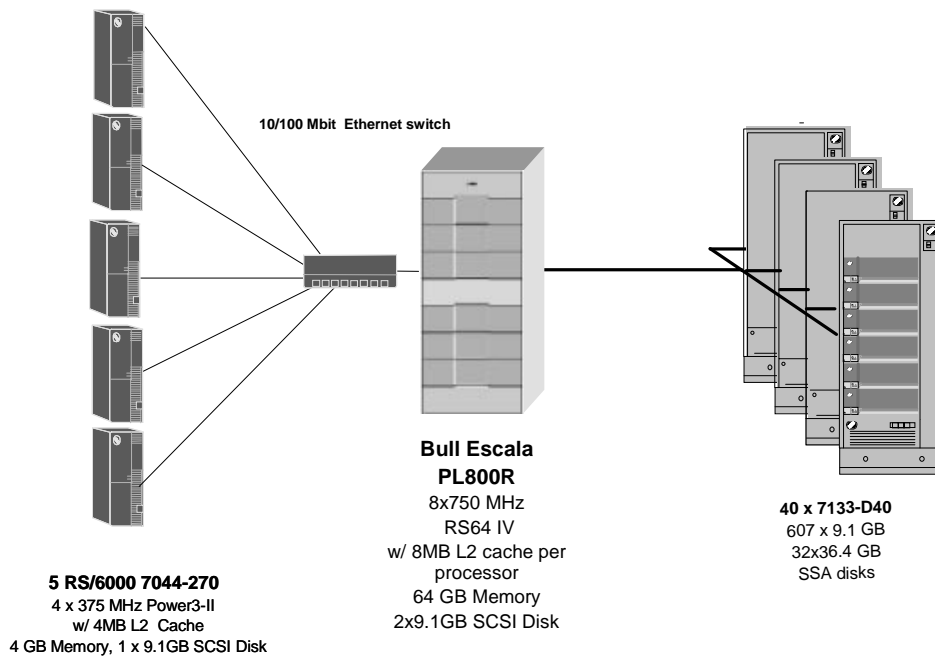 10/100 Mbit Ethernet switch
Bull Escala
PL800R
8x750 MHz
RS64 IV
w/ 8MB L2 cache per
processor
64 GB Memory
2x9.1GB SCSI Disk
40 x 7133-D40
607 x 9.1 GB
32x36.4 GB
SSA disks
5 RS/6000 7044-270
4 x 375 MHz Power3-II
w/ 4MB L2 Cache
4 GB Memory, 1 x 9.1GB SCSI Disk